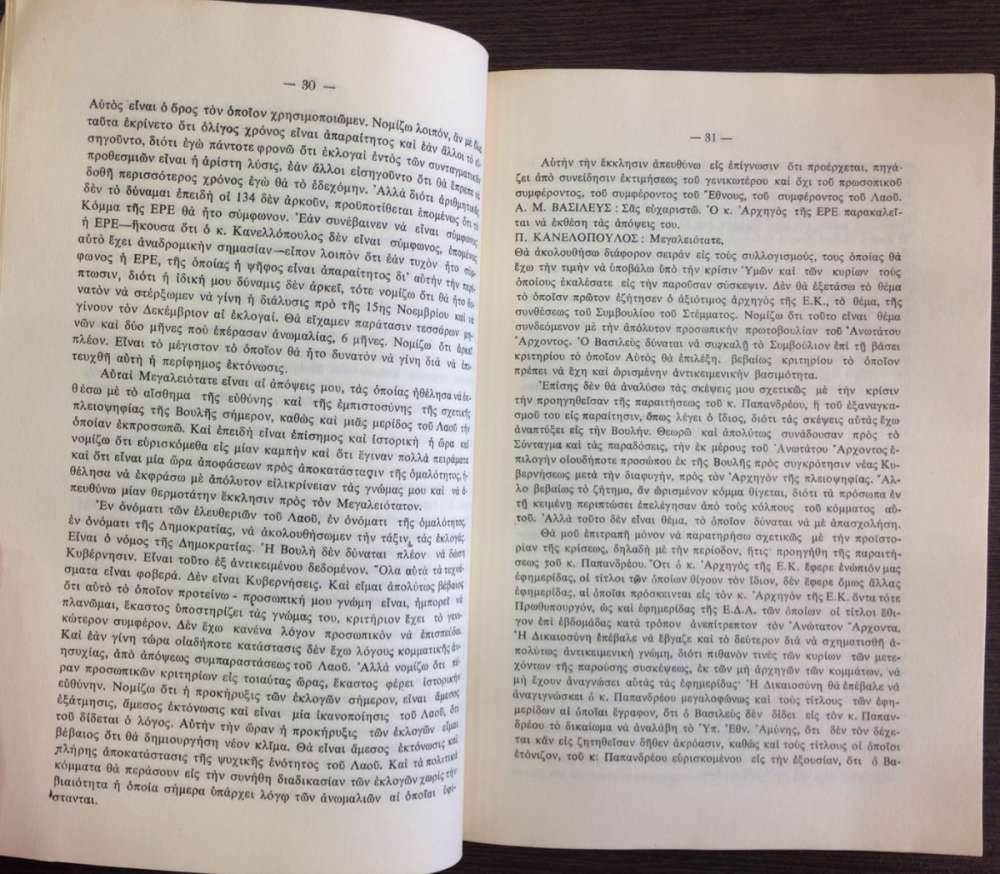 — 30 —
Αὐτὸς εἶναι ὁ ὅρος τὸν ὁποῖον χρησιμοποιῶμεν. Νομίζω λοιπόν, ἂν μὲ
ταῦτα ἐκρίνετο ὅτι ὀλίγος χρόνος εἶναι ἀπαραίτητος καὶ ἐὰν ἄλλοι τὸ εἰ-
σηγοῦντο, διότι ἐγὼ πάντοτε φρονῶ ὅτι ἐκλογαὶ ἐντὸς τῶν συνταγματικῶν
προθεσμιῶν εἶναι ἡ ἀρίστη λύσις, ἐὰν ἄλλοι εἰσηγοῦντο ὅτι θὰ ἔπρεπε νὰ
δοθῇ περισσότερος χρόνος ἐγὼ θὰ τὸ ἐδεχόμην. Ἀλλὰ διότι ἀριθμητικῶς
δὲν τὸ δύναμαι ἐπειδὴ οἱ 134 δὲν ἀρκοῦν, προϋποτίθεται ἑπομένως ὅτι τὸ
Κόμμα τῆς ΕΡΕ θὰ ἦτο σύμφωνον. Ἐὰν συνέβαινεν νὰ εἶναι σύμφωνος
ἡ ΕΡΕ—ἤκουσα ὅτι ὁ κ. Κανελλόπουλος δὲν εἶναι σύμφωνος, ἑπομένως
αὐτὸ ἔχει ἀναδρομικὴν σημασίαν—εἶπον λοιπὸν ὅτι ἐὰν τυχὸν ἦτο σύμ-
φωνος ἡ ΕΡΕ, τῆς ὁποίας ἡ ψῆφος εἶναι ἀπαραίτητος δι' αὐτὴν τὴν περί-
πτωσιν, διότι ἡ ἰδική μου δύναμις δὲν ἀρκεῖ, τότε νομίζω ὅτι θὰ ἦτο δυ-
νατὸν νὰ στέρξωμεν νὰ γίνῃ ἡ διάλυσις πρὸ τῆς 15ης Νοεμβρίου καὶ νὰ
γίνουν τὸν Δεκέμβριον αἱ ἐκλογαί. Θὰ εἴχαμεν παράτασιν τεσσάρων μη-
νῶν καὶ δύο μῆνες ποὺ ἐπέρασαν ἀνωμαλίας, 6 μῆνες. Νομίζω ὅτι ἀρκεῖ
πλέον. Εἶναι τὸ μέγιστον τὸ ὁποῖον θὰ ἦτο δυνατὸν νὰ γίνῃ διὰ νὰ ἐπι-
τευχθῇ αὐτὴ ἡ περίφημος ἐκτόνωσις.
Αὐταὶ Μεγαλειότατε εἶναι αἱ ἀπόψεις μου, τὰς ὁποίας ἠθέλησα νὰ ἐκ-
θέσω μὲ τὸ αἴσθημα τῆς εὐθύνης καὶ τῆς ἐμπιστοσύνης τῆς σχετικῆς
πλειοψηφίας τῆς Βουλῆς σήμερον, καθὼς καὶ μιᾶς μερίδος τοῦ Λαοῦ τὴν
ὁποίαν ἐκπροσωπῶ. Καὶ ἐπειδὴ εἶναι ἐπίσημος καὶ ἱστορικὴ ἡ ὥρα καὶ
νομίζω ὅτι εὑρισκόμεθα εἰς μίαν καμπὴν καὶ ὅτι ἔγιναν πολλὰ πειράματα
καὶ ὅτι εἶναι μία ὥρα ἀποφάσεων πρὸς ἀποκατάστασιν τῆς ὁμαλότητος, ἠ-
θέλησα νὰ ἐκφράσω μὲ ἀπόλυτον εἰλικρίνειαν τὰς γνώμας μου καὶ νὰ ἀ-
πευθύνω μίαν θερμοτάτην ἔκκλησιν πρὸς τὸν Μεγαλειότατον.
Ἐν ὀνόματι τῶν ἐλευθεριῶν τοῦ Λαοῦ, ἐν ὀνόματι τῆς ὁμαλότητος,
ἐν ὀνόματι τῆς Δημοκρατίας, νὰ ἀκολουθήσωμεν τὴν τάξιν, τὰς ἐκλογάς.
Εἶναι ὁ νόμος τῆς Δημοκρατίας. Ἡ Βουλὴ δὲν δύναται πλέον νὰ δώσῃ
Κυβέρνησιν. Εἶναι τοῦτο ἐξ ἀντικειμένου δεδομένον. Ὅλα αὐτὰ τὰ τεχνά-
σματα εἶναι φοβερά. Δὲν εἶναι Κυβερνήσεις. Καὶ εἶμαι ἀπολύτως βέβαιος
ὅτι αὐτὸ τὸ ὁποῖον προτείνω - προσωπική μου γνώμη εἶναι, ἠμπορεῖ νὰ
πλανῶμαι, ἕκαστος ὑποστηρίζει τὰς γνώμας του, κριτήριον ἔχει τὸ γενι-
κώτερον συμφέρον. Δὲν ἔχω κανένα λόγον προσωπικὸν νὰ ἐπισπεύδω.
Καὶ ἐὰν γίνῃ τώρα οἱαδήποτε κατάστασις δὲν ἔχω λόγους κομματικῆς ἀν-
ησυχίας, ἀπὸ ἀπόψεως συμπαραστάσεως τοῦ Λαοῦ. Ἀλλὰ νομίζω ὅτι πέ-
ραν προσωπικῶν κριτηρίων εἰς τοιαύτας ὥρας, ἕκαστος φέρει ἱστορικὴν
εὐθύνην. Νομίζω ὅτι ἡ προκήρυξις τῶν ἐκλογῶν σήμερον, εἶναι ἄμεσος
ἐξάτμησις, ἄμεσος ἐκτόνωσις καὶ εἶναι μία ἱκανοποίησις τοῦ Λαοῦ, ὅτι
τοῦ δίδεται ὁ λόγος. Αὐτὴν τὴν ὥραν ἡ προκήρυξις τῶν ἐκλογῶν εἶμαι
βέβαιος ὅτι θὰ δημιουργήσῃ νέον κλῖμα. Θὰ εἶναι ἄμεσος ἐκτόνωσις καὶ
πλήρης ἀποκατάστασις τῆς ψυχικῆς ἑνότητος τοῦ Λαοῦ. Καὶ τὰ πολιτικὰ
κόμματα θὰ περάσουν εἰς τὴν συνήθη διαδικασίαν τῶν ἐκλογῶν χωρὶς τὴν
βιαιότητα ἡ ὁποία σήμερα ὑπάρχει λόγῳ τῶν ἀνωμαλιῶν αἱ ὁποῖαι ὑφί-
στανται.
— 31 —
Αὐτὴν τὴν ἔκκλησιν ἀπευθύνω εἰς ἐπίγνωσιν ὅτι προέρχεται, πηγά-
ζει ἀπὸ συνείδησιν ἐκτιμήσεως τοῦ γενικωτέρου καὶ ὄχι τοῦ προσωπικοῦ
συμφέροντος, τοῦ συμφέροντος τοῦ Ἔθνους, τοῦ συμφέροντος τοῦ Λαοῦ.
Α. Μ. ΒΑΣΙΛΕΥΣ: Σᾶς εὐχαριστῶ. Ὁ κ. Ἀρχηγὸς τῆς ΕΡΕ παρακαλεῖ-
ται νὰ ἐκθέση τὰς ἀπόψεις του.
Π. ΚΑΝΕΛΟΠΟΥΛΟΣ: Μεγαλειότατε,
Θὰ ἀκολουθήσω διάφορον σειρὰν εἰς τοὺς συλλογισμούς, τους ὁποίας θὰ
ἔχω τὴν τιμὴν νὰ ὑποβάλω ὑπὸ τὴν κρίσιν Ὑμῶν καὶ τῶν κυρίων τοὺς
ὁποίους ἐκαλέσατε εἰς τὴν παροῦσαν σύσκεψιν. Δὲν θὰ ἐξετάσω τὸ θέμα
τὸ ὁποῖον πρῶτον ἐζήτησεν ὁ ἀξιότιμος ἀρχηγὸς τῆς Ε.Κ., τὸ θέμα, τῆς
συνθέσεως τοῦ Συμβουλίου τοῦ Στέμματος. Νομίζω ὅτι τοῦτο εἶναι θέμα
συνδεόμενον μὲ τὴν ἀπόλυτον προσωπικὴν πρωτοβουλίαν τοῦ Ἀνωτάτου
Ἄρχοντος. Ὁ Βασιλεὺς δύναται νὰ συγκαλῇ τὸ Συμβούλιον ἐπὶ τῇ βάσει
κριτηρίου τὸ ὁποῖον Αὐτὸς θὰ ἐπιλέξῃ, βεβαίως κριτηρίου τὸ ὁποῖον
πρέπει νὰ ἔχῃ καὶ ὡρισμένην ἀντικειμενικὴν βασιμότητα.
Ἐπίσης δὲν θὰ ἀναλύσω τὰς σκέψεις μου σχετικῶς μὲ τὴν κρίσιν
τὴν προηγηθεῖσαν τῆς παραιτήσεως τοῦ κ. Παπανδρέου, ἢ τοῦ ἐξαναγκα-
σμοῦ του εἰς παραίτησιν, ὅπως λέγει ὁ ἴδιος, διότι τὰς σκέψεις αὐτὰς ἔχω
ἀναπτύξει εἰς τὴν Βουλήν. Θεωρῶ καὶ ἀπολύτως συνάδουσαν πρὸς τὸ
Σύνταγμα καὶ τὰς παραδόσεις, τὴν ἐκ μέρους τοῦ Ἀνωτάτου Ἄρχοντος ἐ-
πιλογὴν οἱουδήποτε προσώπου ἐκ τῆς Βουλῆς πρὸς συγκρότησιν νέας Κυ-
βερνήσεως μετὰ τὴν διαφυγήν, πρὸς τὸν Ἀρχηγὸν τῆς πλειοψηφίας. Ἄλ-
λο βεβαίως τὸ ζήτημα, ἂν ὡρισμένον κόμμα θίγεται, διότι τὰ πρόσωπα ἐν
τῇ κειμένῃ περιπτώσει ἐπελέγησαν ἀπὸ τοὺς κόλπους τοῦ κόμματος αὐ-
τοῦ. Ἀλλὰ τοῦτο δὲν εἶναι θέμα, τὸ ὁποῖον δύναται νὰ μὲ ἀπασχολήση.
Θὰ μοῦ ἐπιτραπῇ μόνον νὰ παρατηρήσω σχετικῶς μὲ τὴν προϊστο-
ρίαν τῆς κρίσεως, δηλαδὴ μὲ τὴν περίοδον, ἥτις προηγήθη τῆς παραιτή-
σεως τοῦ κ. Παπανδρέου. Ὅτι ὁ κ. Ἀρχηγὸς τῆς Ε.Κ. ἔφερε ἐνώπιόν μας
ἐφημερίδας, οἱ τίτλοι τῶν ὁποίων θίγουν τὸν ἴδιον, δὲν ἔφερε ὅμως ἄλλας
ἐφημερίδας, αἱ ὁποῖαι πρόσκεινται εἰς τὸν κ. Ἀρχηγὸν τῆς Ε.Κ. ὄντα τότε
Πρωθυπουργόν, ὡς καὶ ἐφημερίδας τῆς Ε.Δ.Α. τῶν ὁποίων οἱ τίτλοι ἔθι-
γον ἐπὶ ἑβδομάδας κατὰ τρόπον ἀνεπίτρεπτον τὸν Ἀνώτατον Ἄρχοντα.
Ἡ Δικαιοσύνη ἐπέβαλε νὰ ἔβγαζε καὶ τὸ δεύτερον διὰ νὰ σχηματισθῇ ἀ-
πολύτως ἀντικειμενικὴ γνώμη, διότι πιθανὸν τινὲς τῶν κυρίων τῶν μετε-
χόντων τῆς παρούσης συσκέψεως, ἐκ τῶν μὴ ἀρχηγῶν κομμάτων, νὰ
μὴ ἔχουν ἀναγνώσει αὐτὰς τὰς ἐφημερίδας· Ἡ Δικαιοσύνη θὰ ἐπέβαλε νὰ
ἀναγιγνώσκει ὁ κ. Παπανδρέου μεγαλοφώνως καὶ τοὺς τίτλους τῶν ἐφη-
μερίδων αἱ ὁποῖαι ἔγραφον, ὅτι ὁ Βασιλεὺς δὲν δίδει εἰς τὸν κ. Παπαν-
δρέου τὸ δικαίωμα νὰ ἀναλάβη τὸ Ὑπ. Ἐθν. Ἀμύνης, ὅτι δὲν τὸν δέχε-
ται κἂν εἰς ζητηθεῖσαν δῆθεν ἀκρόασιν, καθὼς καὶ τοὺς τίτλους οἱ ὁποῖοι
ἐτόνιζον, τοῦ κ: Παπανδρέου εὑρισκομένου εἰς τὴν ἐξουσίαν, ὅτι ὁ Βα-